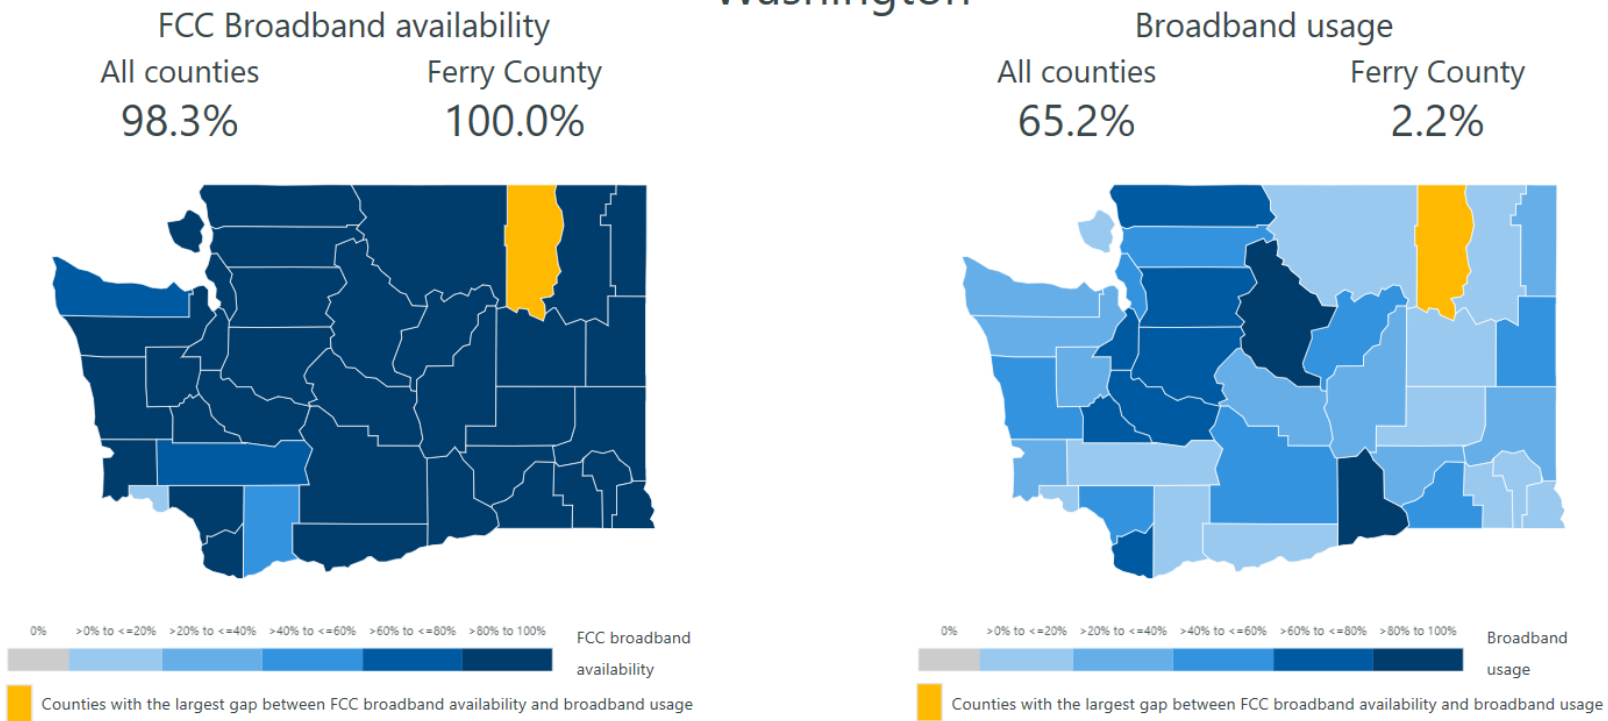 Washington
FCC Broadband availability
All counties
Ferry County
98.3%
100.0%
Broadband usage
All counties
Ferry County
65.2%
2.2%
0%
>0% to <=20%
>20% to <=40%
>40% to <=60%
>60% to <=80%
>80% to 100%
FCC broadband
availability
Counties with the largest gap between FCC broadband availability and broadband usage
0%
>0% to <=20%
>20% to <=40%
>40% to <=60%
>60% to <=80%
>80% to 100%
Broadband
usage
Counties with the largest gap between FCC broadband availability and broadband usage